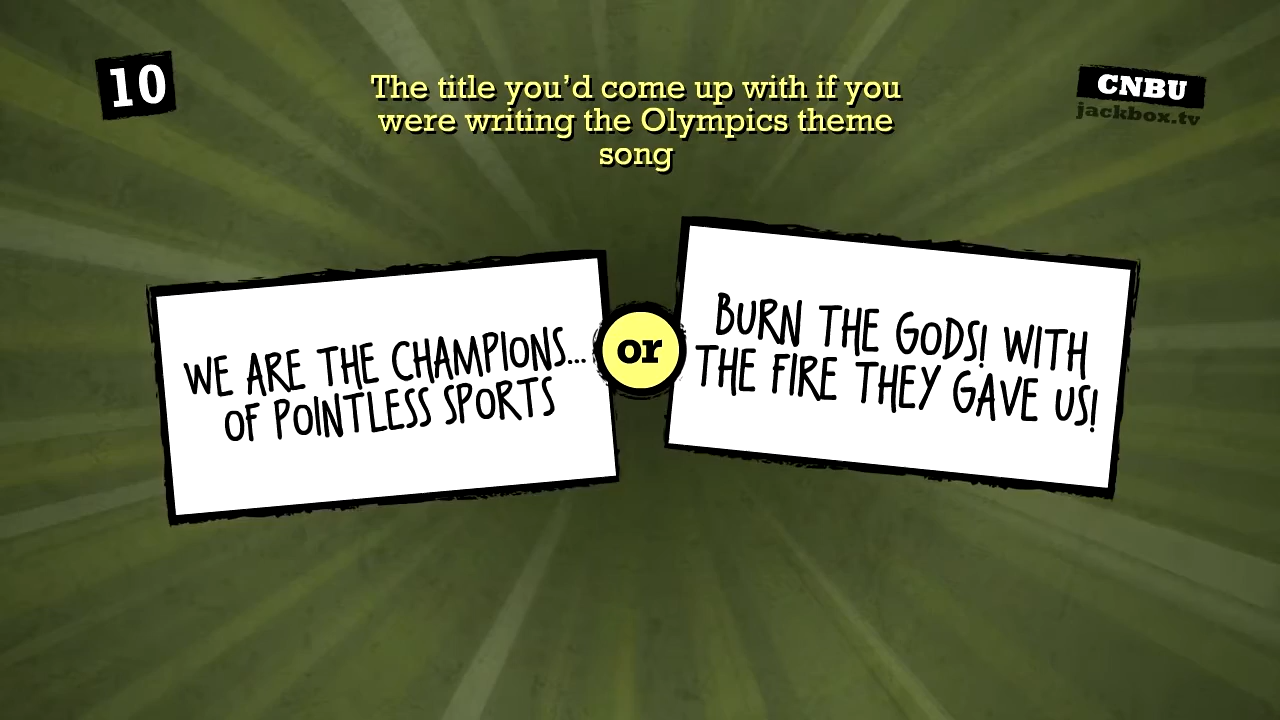 10
The title you’d come up with if you
were writing the Olympics theme
song
CNBU
jackbox.tv
WE ARE THE CHAMPIONS...
OF POINTLESS SPORTS
or
BURN THE GODS! WITH
THE FIRE THEY GAVE US!